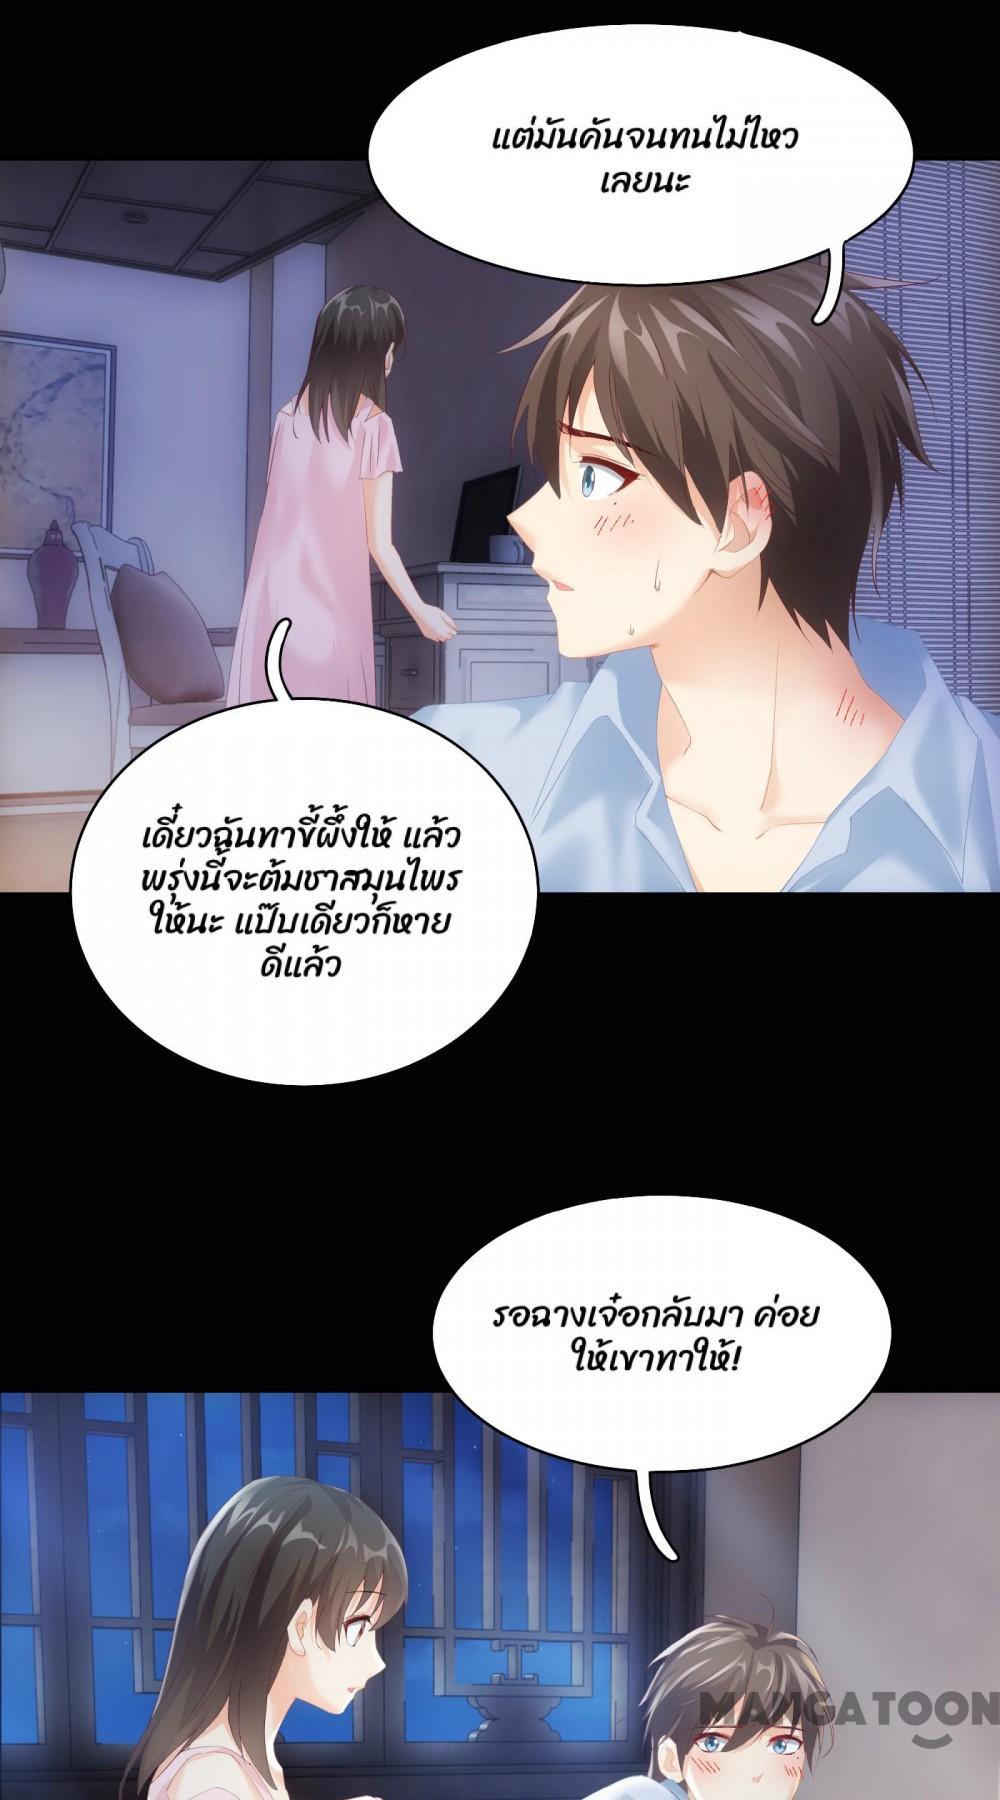 แต่มันคันจนทนไม่ไหว
เลยนะ
เดี๋ยวฉันทาขี้ผึ้งให้ แล้ว
พรุ่งนี้จะต้มชาสมุนไพร
ให้นะ แป๊บเดียวก็หาย
ดีแล้ว
รอฉางเจ๋อกลับมา ค่อย
ให้เขาทาให้!
MANGATOON